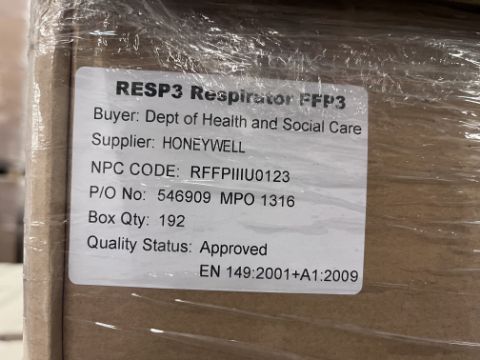 RESP3 Respirator FFP3
Buyer: Dept of Health and Social Care
Supplier: HONEYWELL
NPC CODE: RFFPIIIU0123
P/O No: 546909 MPO 1316
Box Qty: 192
Quality Status: Approved
EN 149:2001+A1:2009